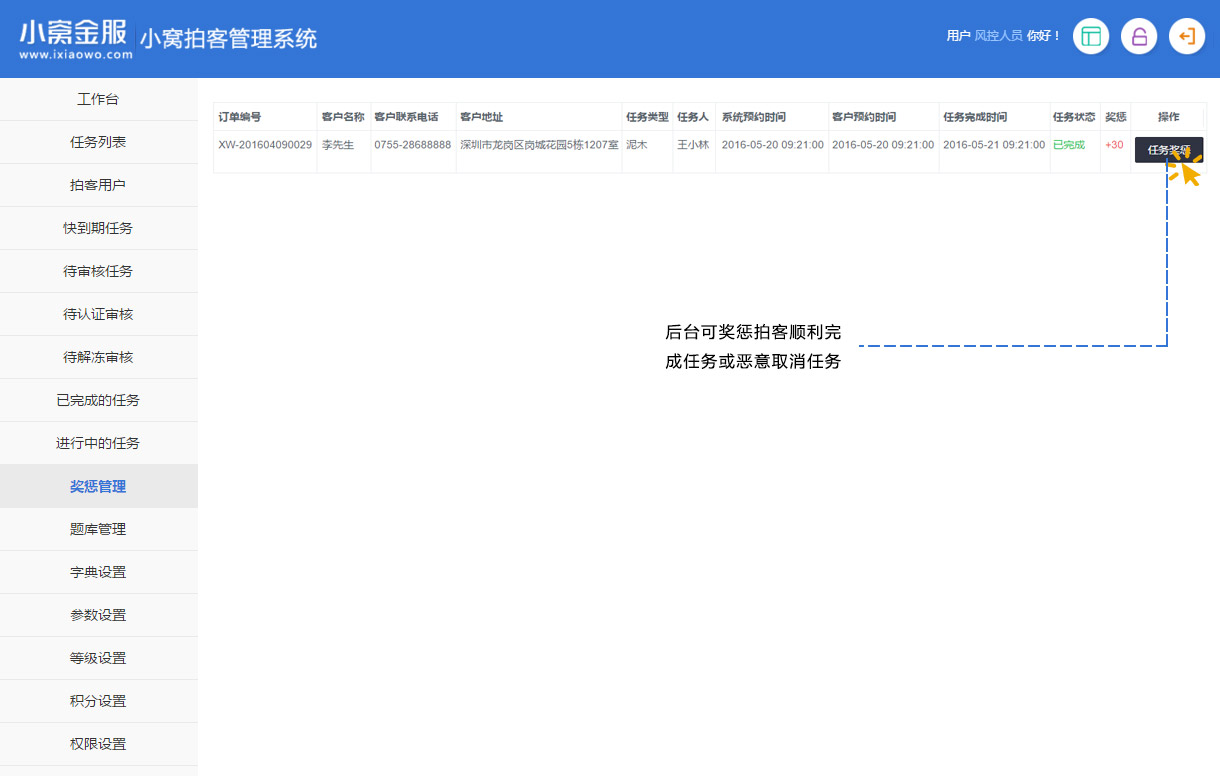 小窝金服
www.ixiaowo.com
小窝拍客管理系统
用户 风控人员 你好！
工作台
任务列表
拍客用户
快到期任务
待审核任务
待认证审核
待解冻审核
已完成的任务
进行中的任务
奖惩管理
题库管理
字典设置
参数设置
等级设置
积分设置
权限设置
订单编号 客户名称 客户联系电话 客户地址 任务类型 任务人 系统预约时间 客户预约时间 任务完成时间 任务状态 奖惩 操作
XW-201604090029 李先生 0755-28688888 深圳市龙岗区岗城花园5栋1207室 泥木 王小林 2016-05-20 09:21:00 2016-05-20 09:21:00 2016-05-21 09:21:00 已完成 +30 任务奖惩
后台可奖惩拍客顺利完
成任务或恶意取消任务